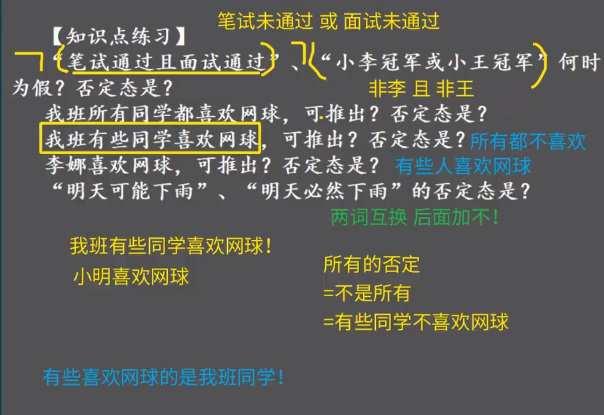 笔试未通过 或 面试未通过
【知识点练习】
￢“(笔试通过且面试通过)”、￢(“小李冠军或小王冠军”)何时
非李 且 非王
为假？否定态是？
我班所有同学都喜欢网球，可推出？否定态是？
我班有些同学喜欢网球，可推出？否定态是？所有都不喜欢
李娜喜欢网球，可推出？否定态是？ 有些人喜欢网球
“明天可能下雨”、“明天必然下雨”的否定态是？
两词互换 后面加不！
我班有些同学喜欢网球！
小明喜欢网球
所有的否定
=不是所有
=有些同学不喜欢网球
有些喜欢网球的是我班同学！